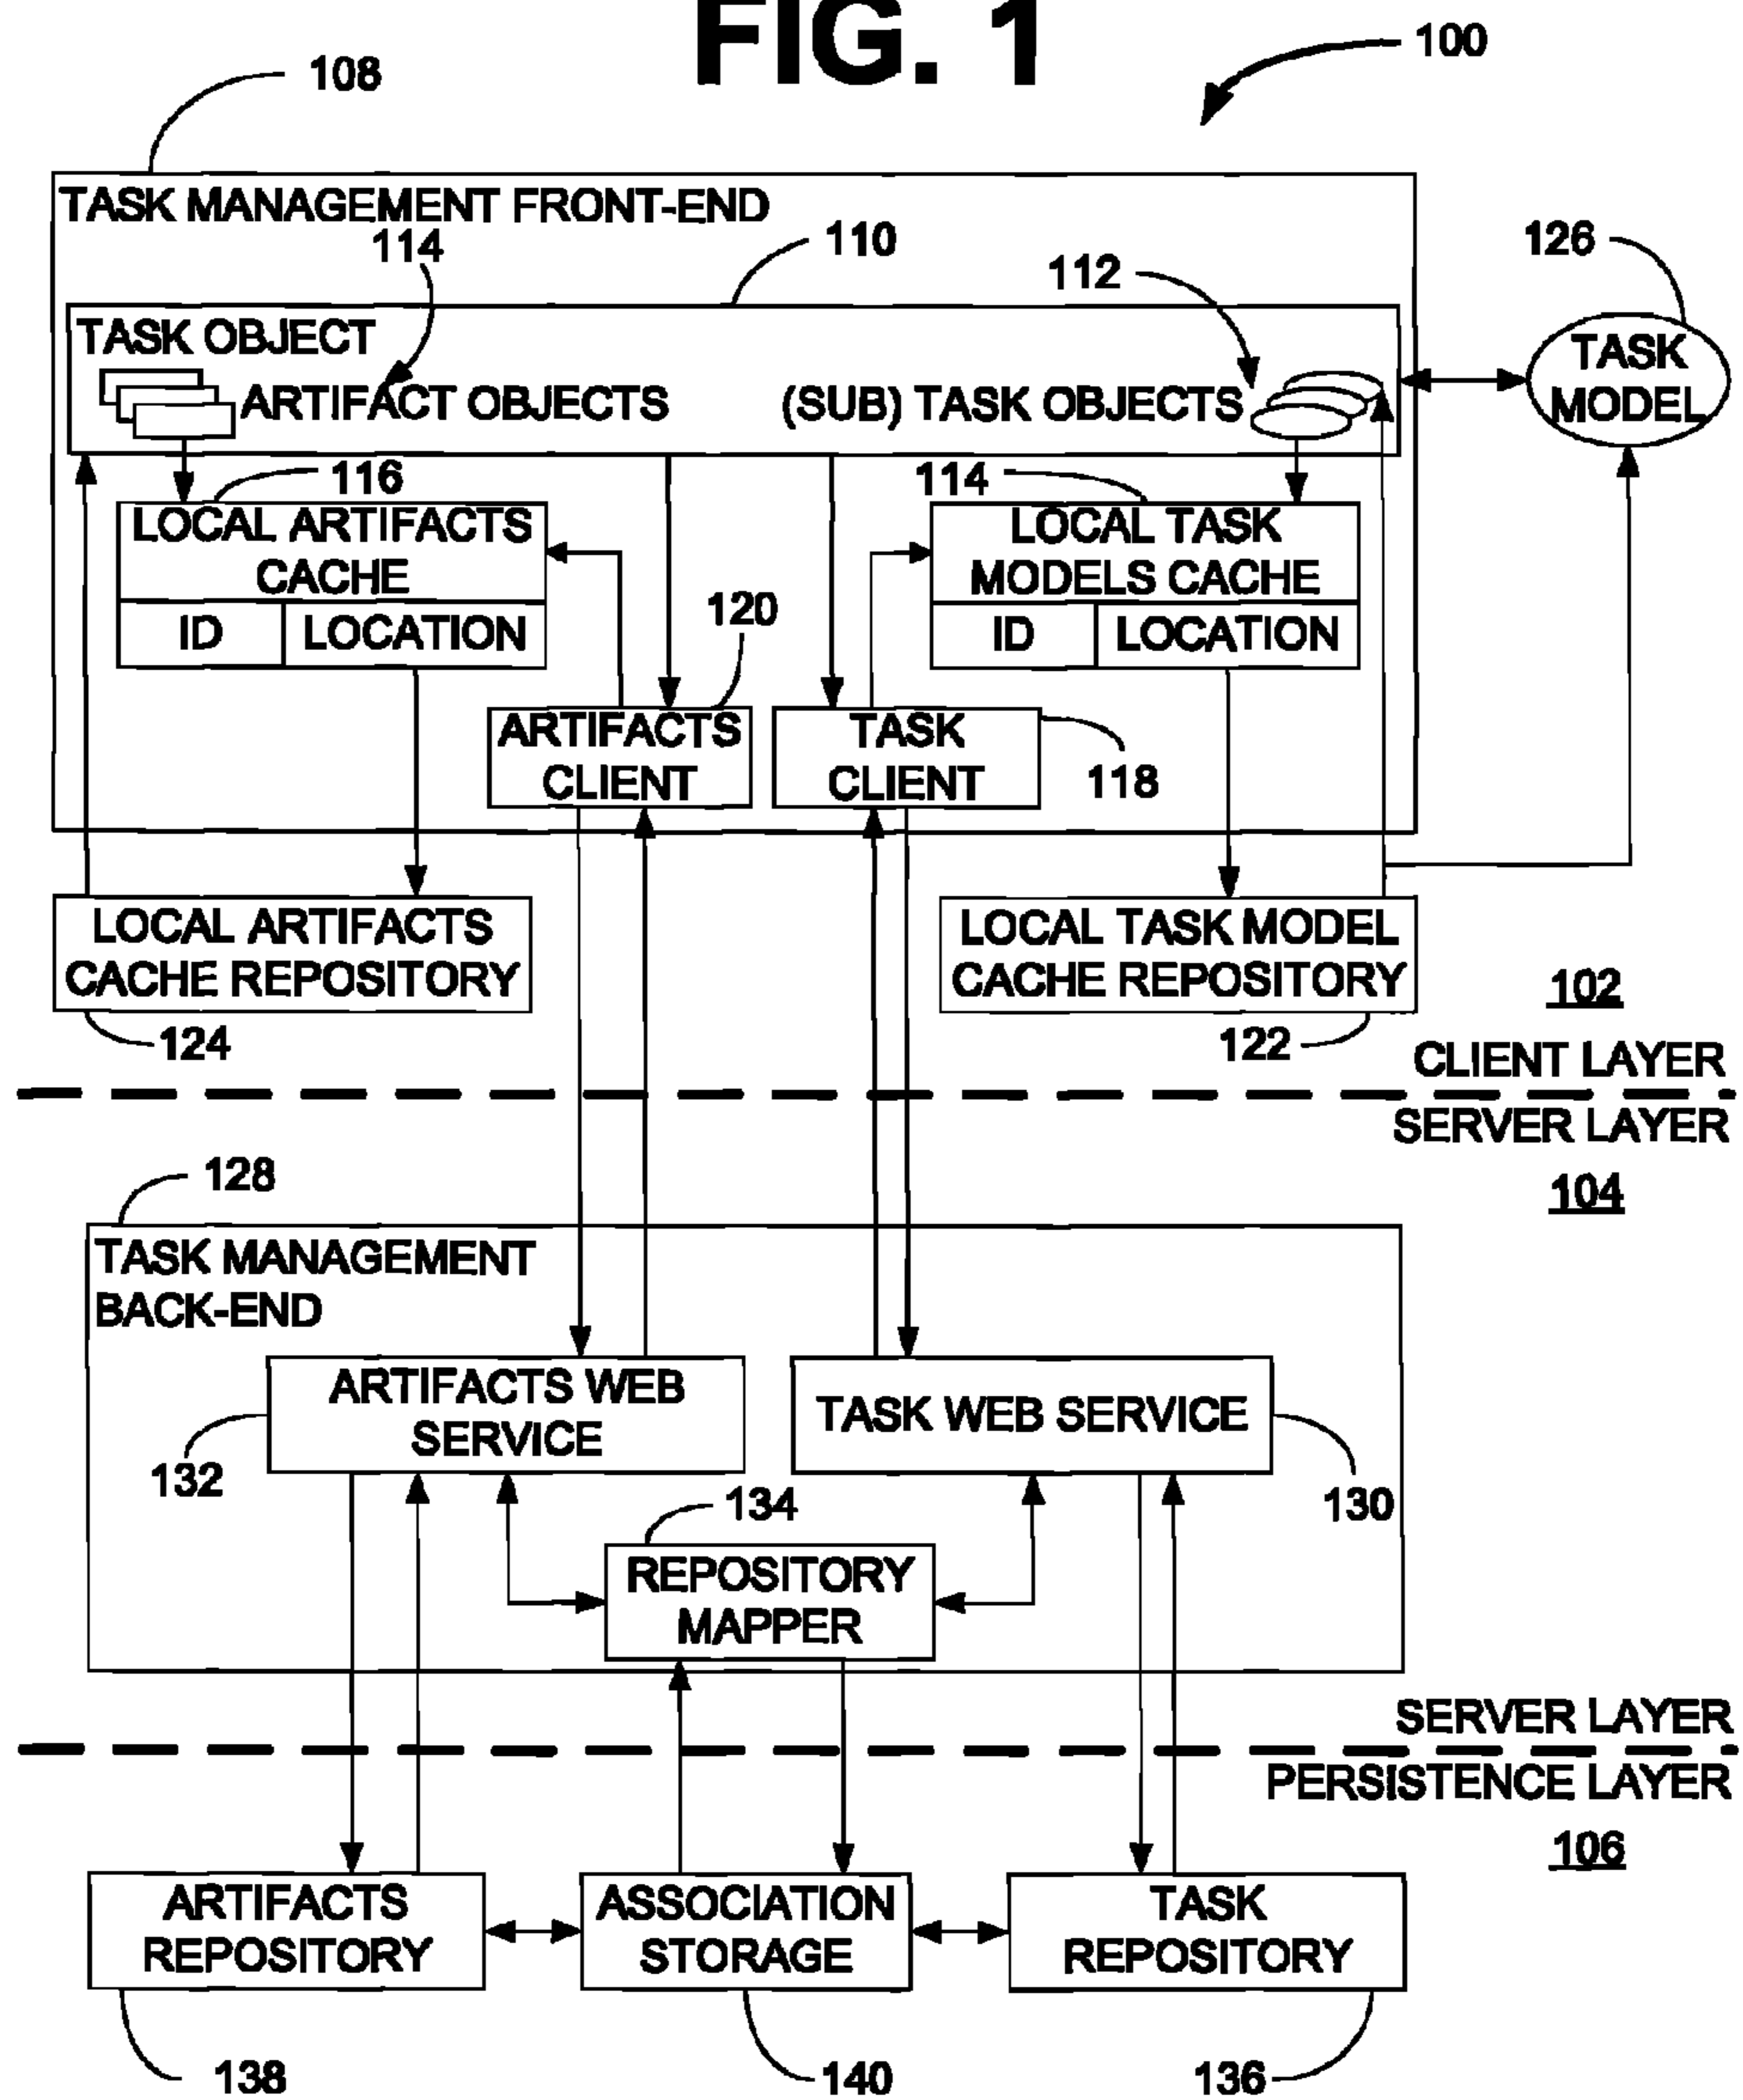 FIG. 1
100
108
TASK MANAGEMENT FRONT-END
114
110
112
126
TASK OBJECT
ARTIFACT OBJECTS
(SUB) TASK OBJECTS
TASK
MODEL
116
114
LOCAL ARTIFACTS
CACHE
ID
LOCATION
LOCAL TASK
MODELS CACHE
ID
LOCATION
120
ARTIFACTS
CLIENT
TASK
CLIENT
118
LOCAL ARTIFACTS
CACHE REPOSITORY
LOCAL TASK MODEL
CACHE REPOSITORY
102
124
122
CLIENT LAYER
SERVER LAYER
104
128
TASK MANAGEMENT
BACK-END
ARTIFACTS WEB
SERVICE
TASK WEB SERVICE
132
130
134
REPOSITORY
MAPPER
SERVER LAYER
PERSISTENCE LAYER
106
ARTIFACTS
REPOSITORY
ASSOCIATION
STORAGE
TASK
REPOSITORY
138
140
136